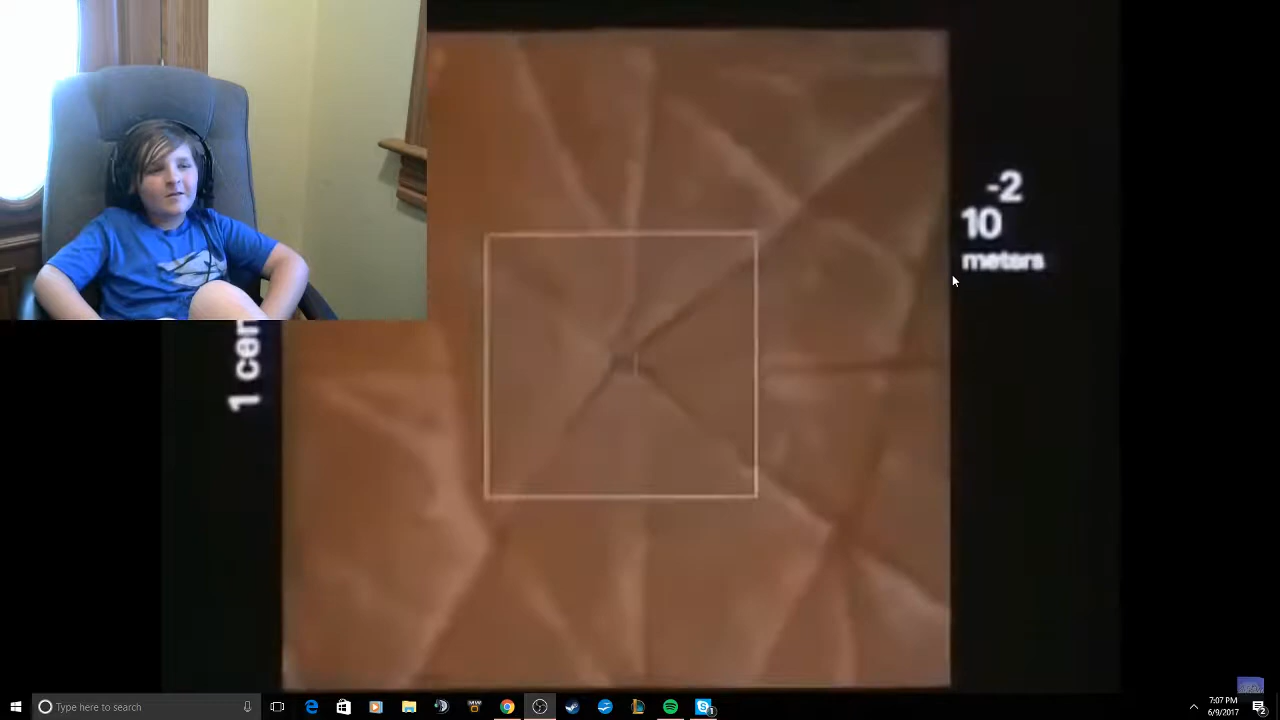 -2
10
meters
1 cen
Type here to search
7:07 PM
6/9/2017